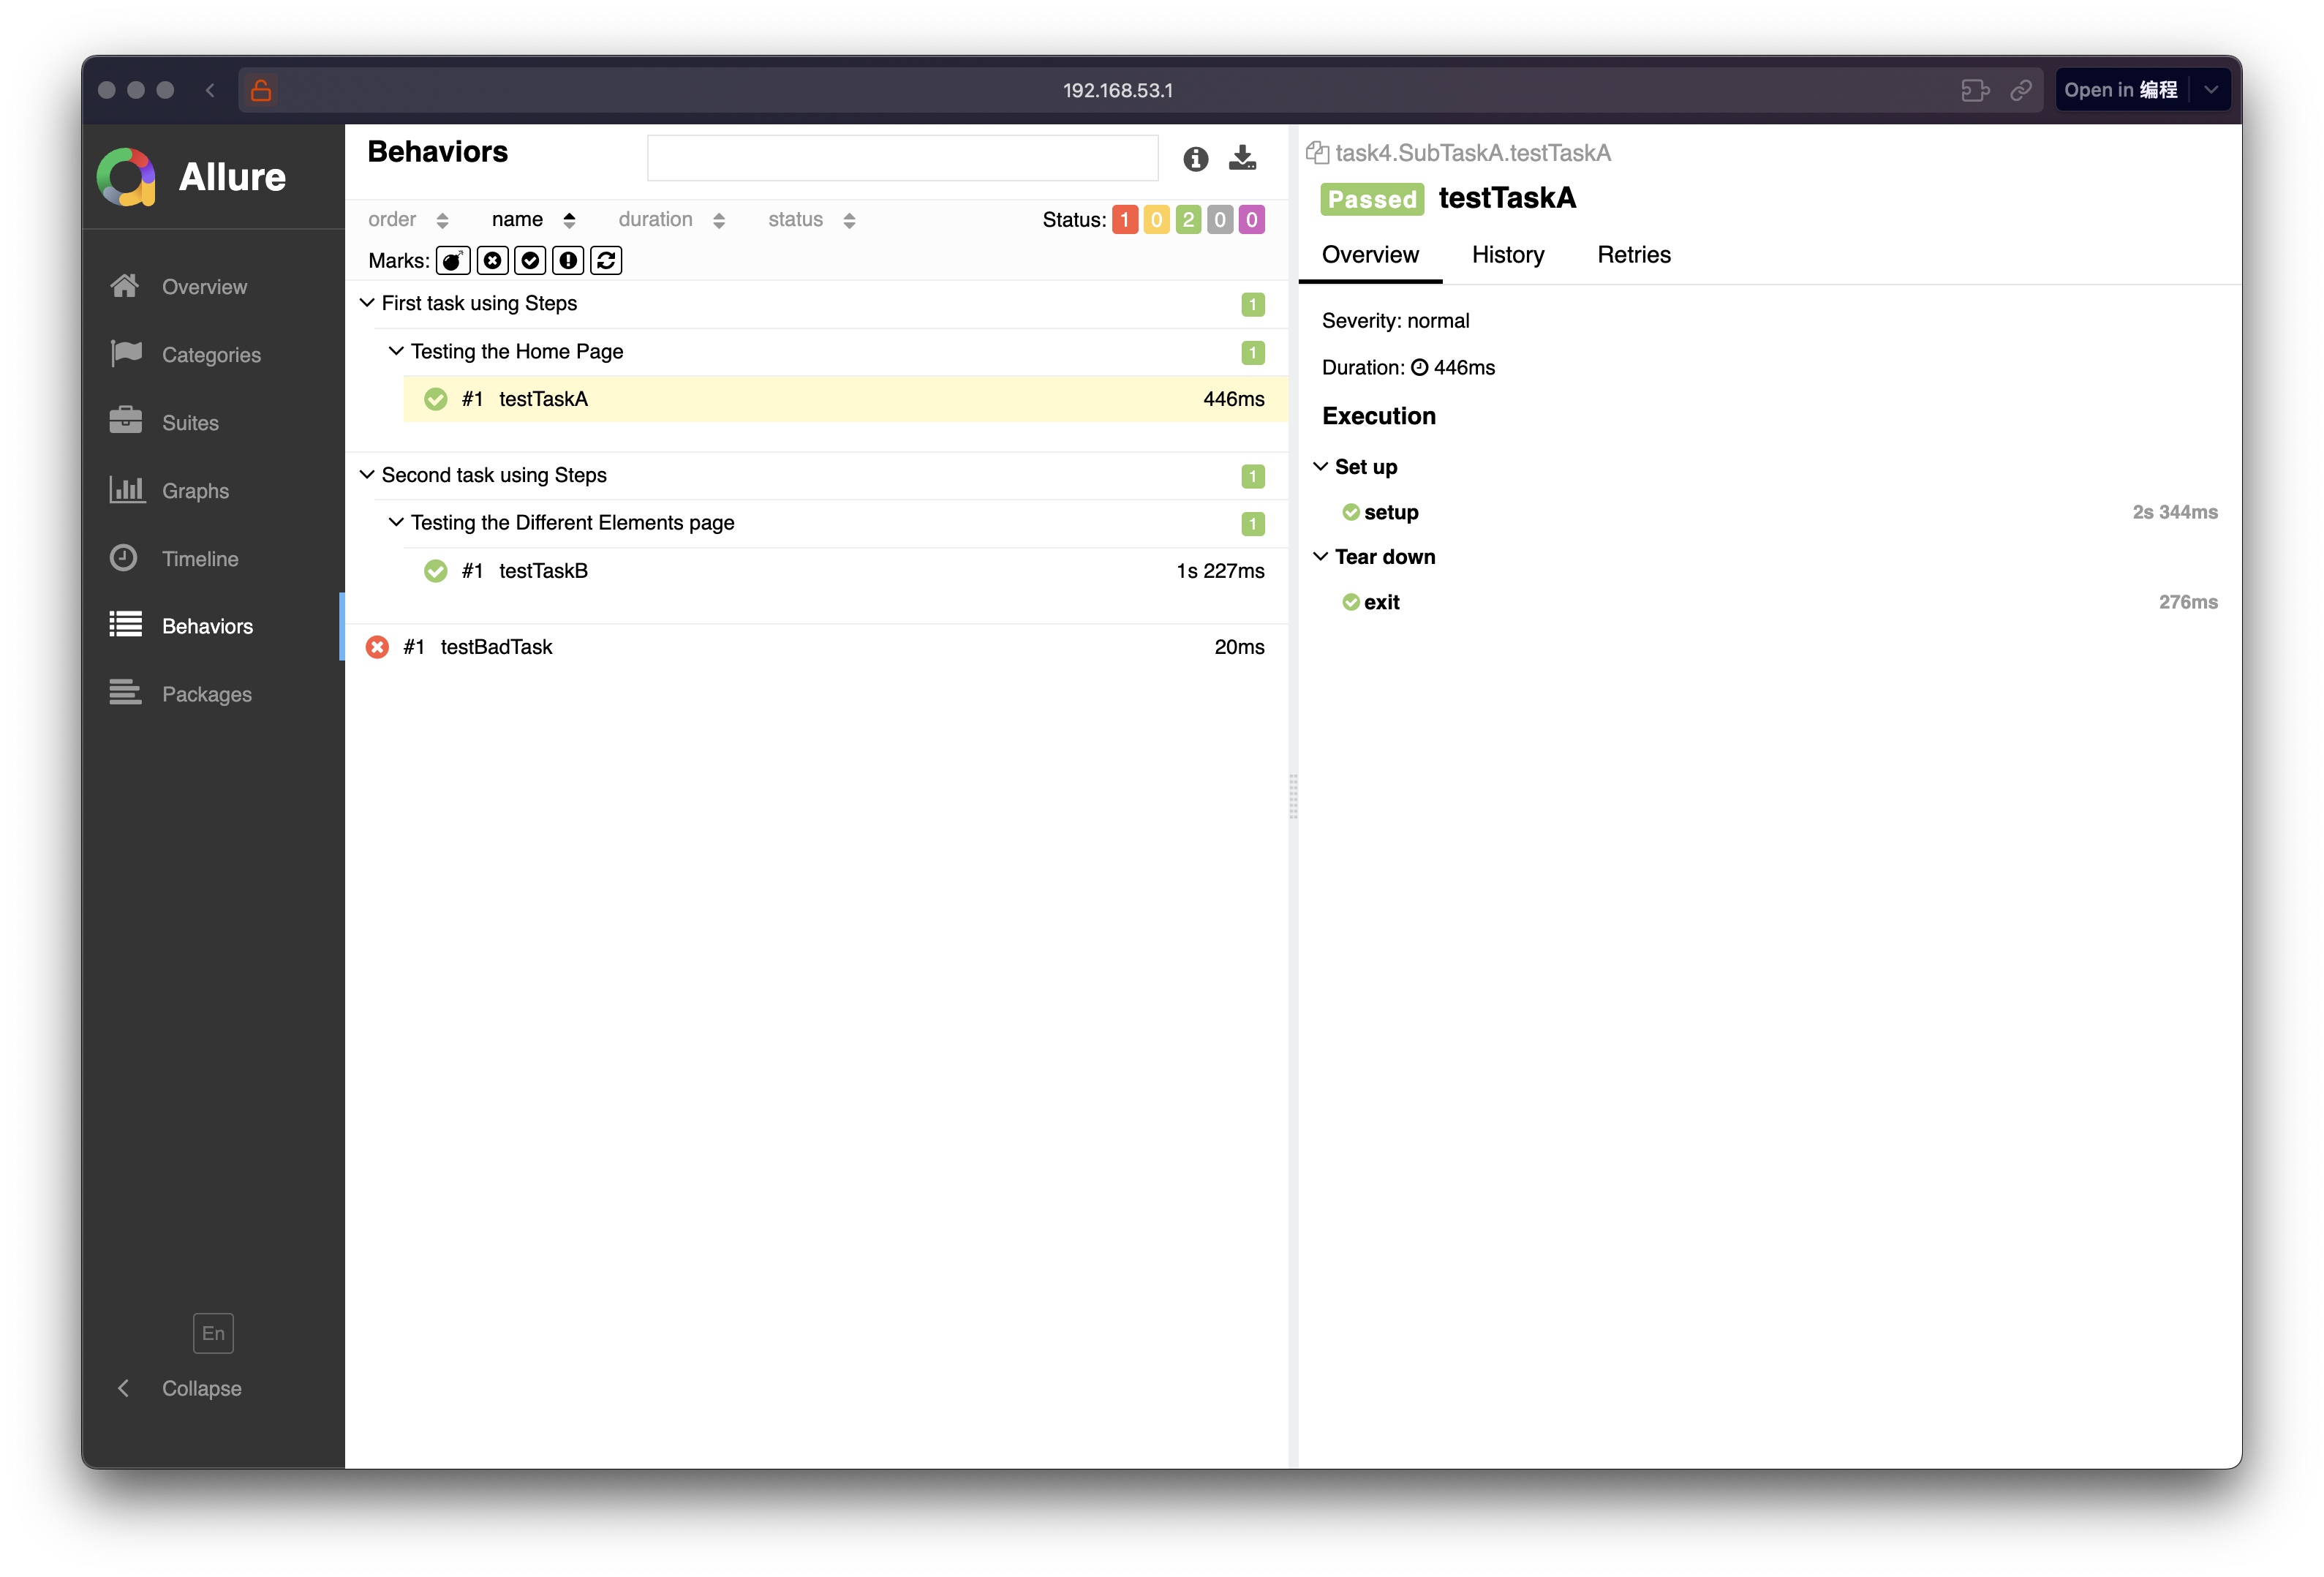 192.168.53.1
Open in 编程
Allure
Overview
Categories
Suites
Graphs
Timeline
Behaviors
Packages
En
Collapse
Behaviors
order name duration status Status: 1 0 2 0 0
Marks:
First task using Steps 1
Testing the Home Page 1
#1 testTaskA 446ms
Second task using Steps 1
Testing the Different Elements page 1
#1 testTaskB 1s 227ms
#1 testBadTask 20ms
task4.SubTaskA.testTaskA
Passed testTaskA
Overview History Retries
Severity: normal
Duration: 446ms
Execution
Set up
setup 2s 344ms
Tear down
exit 276ms